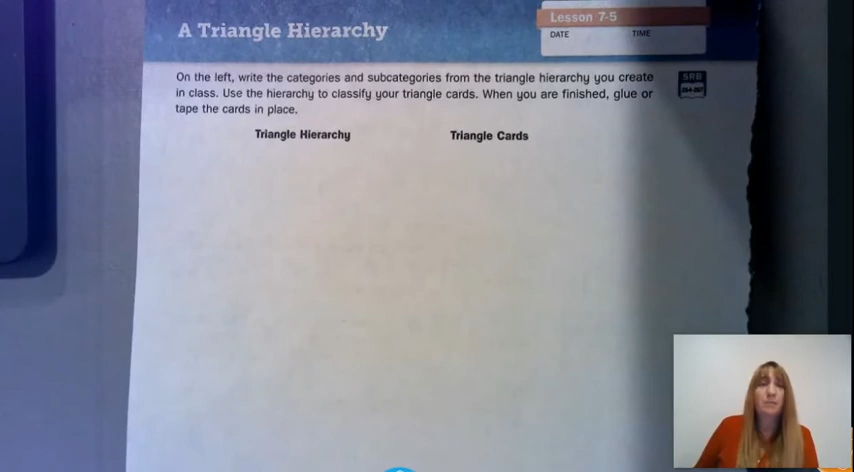 A Triangle Hierarchy
Lesson 7-5
DATE TIME
On the left, write the categories and subcategories from the triangle hierarchy you create
in class. Use the hierarchy to classify your triangle cards. When you are finished, glue or
tape the cards in place.
SRB
Triangle Hierarchy Triangle Cards